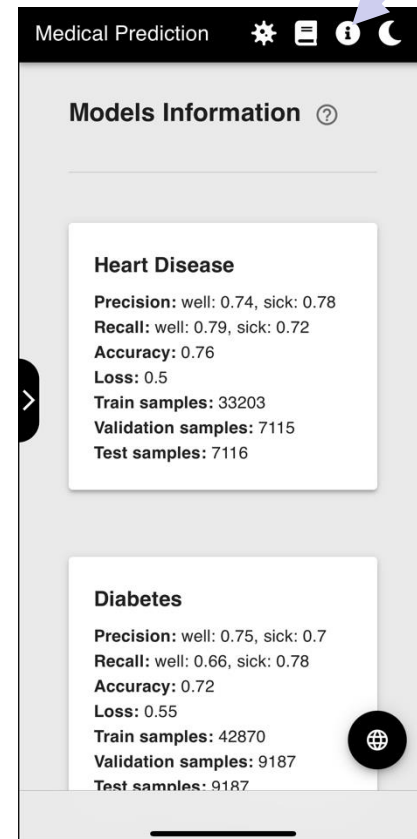 Medical Prediction
Models Information
Heart Disease
Precision: well: 0.74, sick: 0.78
Recall: well: 0.79, sick: 0.72
Accuracy: 0.76
Loss: 0.5
Train samples: 33203
Validation samples: 7115
Test samples: 7116
Diabetes
Precision: well: 0.75, sick: 0.7
Recall: well: 0.66, sick: 0.78
Accuracy: 0.72
Loss: 0.55
Train samples: 42870
Validation samples: 9187
Test samples: 9187